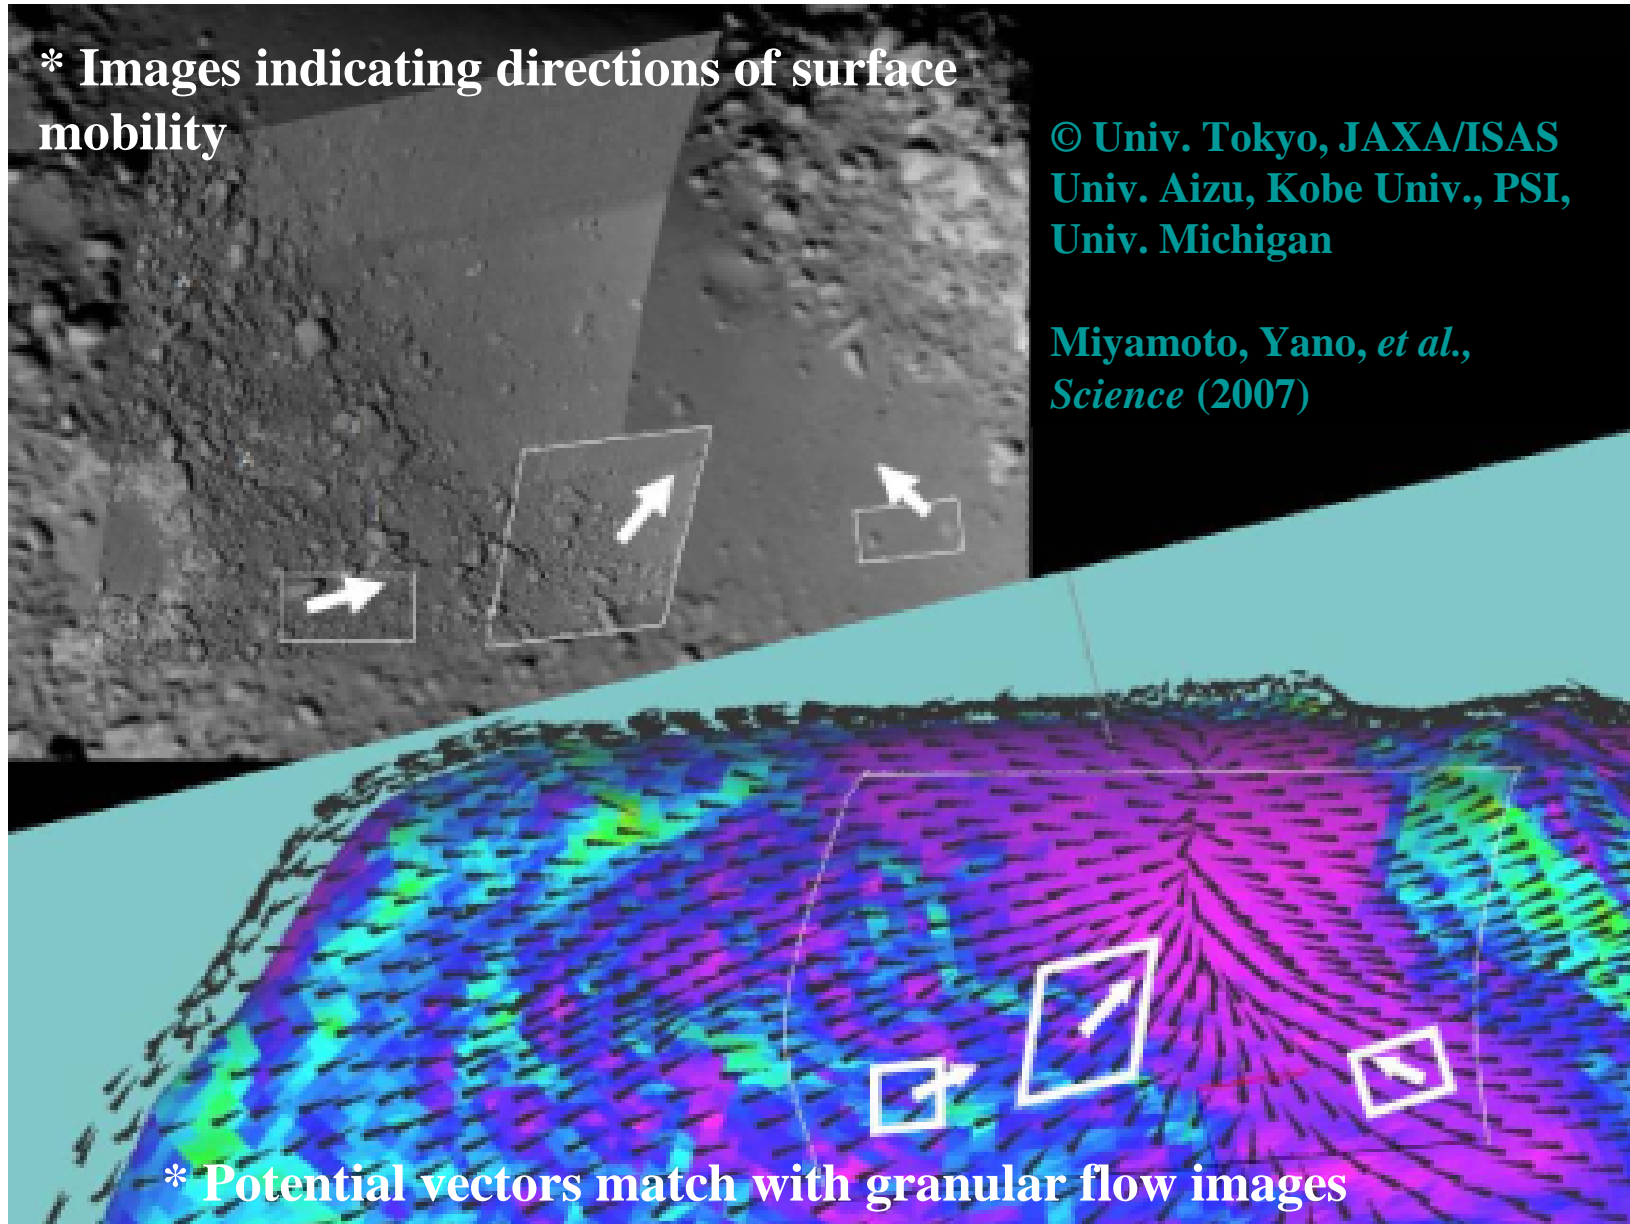 * Images indicating directions of surface
mobility
© Univ. Tokyo, JAXA/ISAS
Univ. Aizu, Kobe Univ., PSI,
Univ. Michigan
Miyamoto, Yano, et al.,
Science (2007)
* Potential vectors match with granular flow images